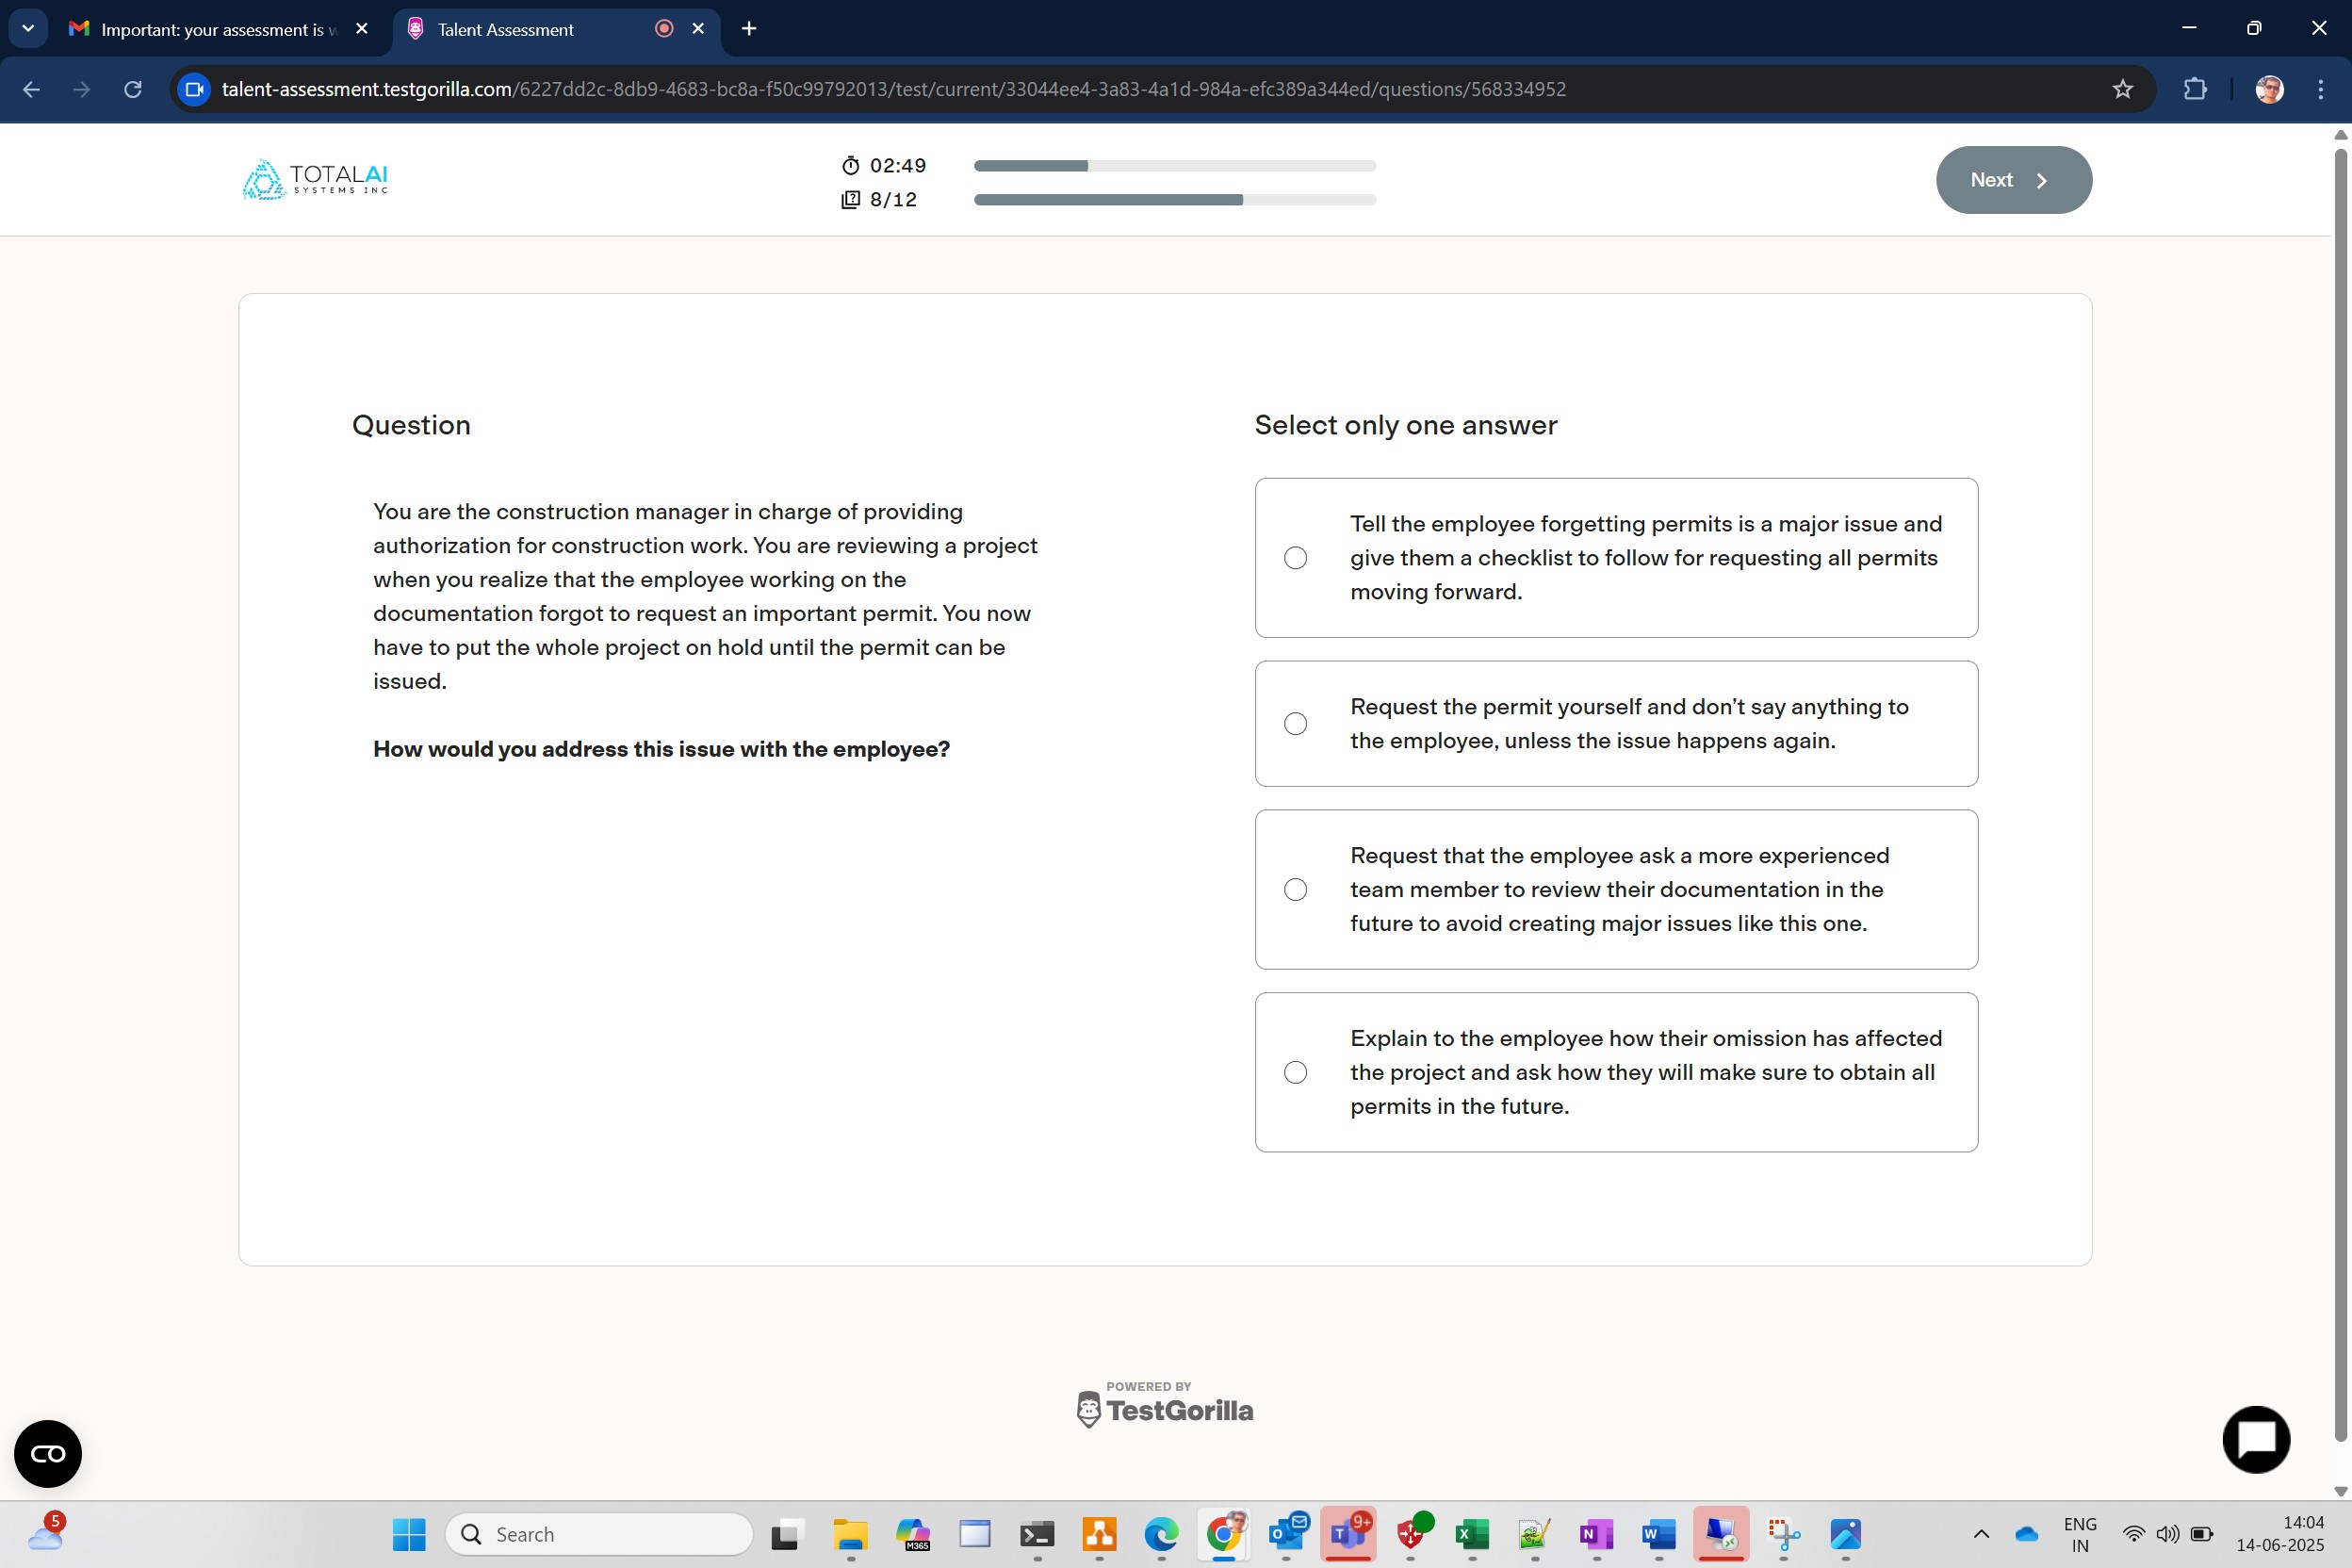 Important: your assessment is w
Talent Assessment
talent-assessment.testgorilla.com/6227dd2c-8db9-4683-bc8a-f50c99792013/test/current/33044ee4-3a83-4a1d-984a-efc389a344ed/questions/568334952
TOTALAI
SYSTEMS INC
02:49
8/12
Next
Question
You are the construction manager in charge of providing
authorization for construction work. You are reviewing a project
when you realize that the employee working on the
documentation forgot to request an important permit. You now
have to put the whole project on hold until the permit can be
issued.
How would you address this issue with the employee?
Select only one answer
Tell the employee forgetting permits is a major issue and
give them a checklist to follow for requesting all permits
moving forward.
Request the permit yourself and don’t say anything to
the employee, unless the issue happens again.
Request that the employee ask a more experienced
team member to review their documentation in the
future to avoid creating major issues like this one.
Explain to the employee how their omission has affected
the project and ask how they will make sure to obtain all
permits in the future.
POWERED BY
TestGorilla
5
Search
M365
9+
ENG
IN
14:04
14-06-2025